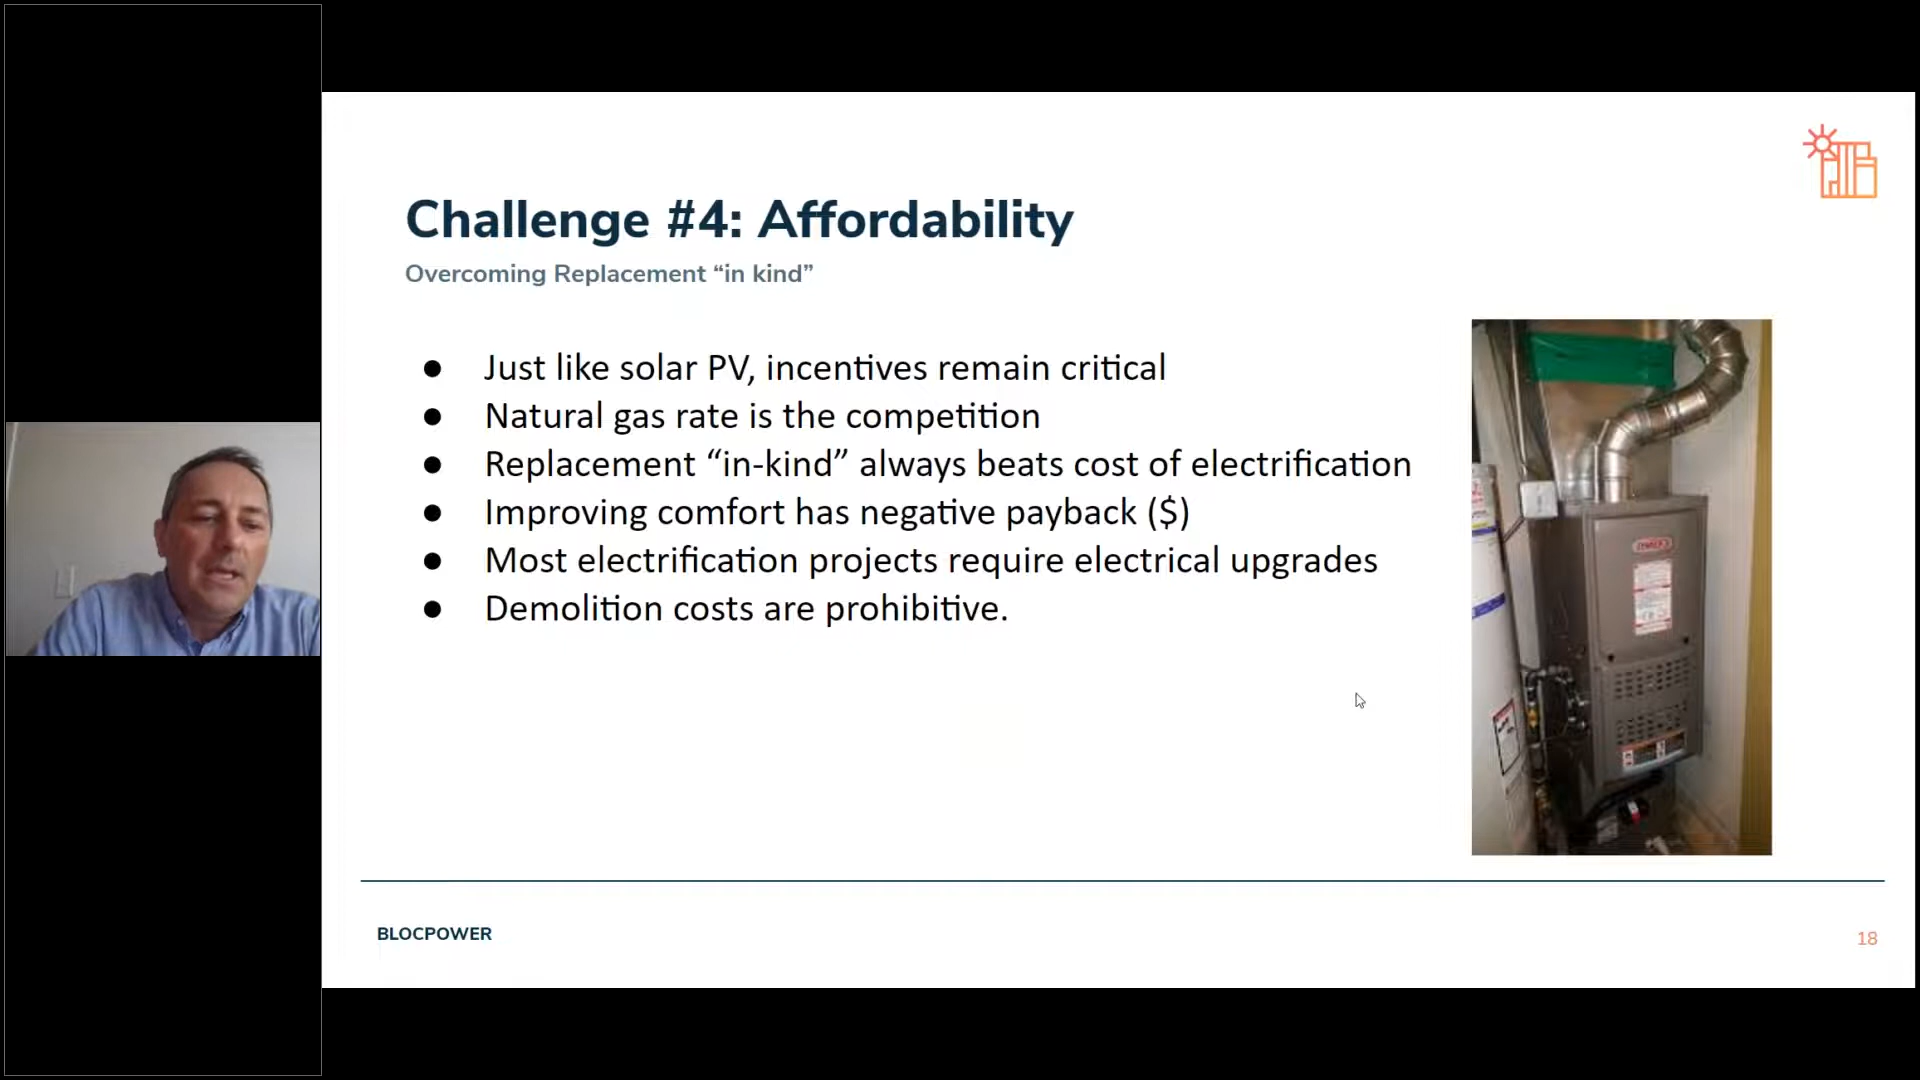 Challenge #4: Affordability
Overcoming Replacement “in kind”
● Just like solar PV, incentives remain critical
● Natural gas rate is the competition
● Replacement “in-kind” always beats cost of electrification
● Improving comfort has negative payback ($)
● Most electrification projects require electrical upgrades
● Demolition costs are prohibitive.
BLOCPOWER
18